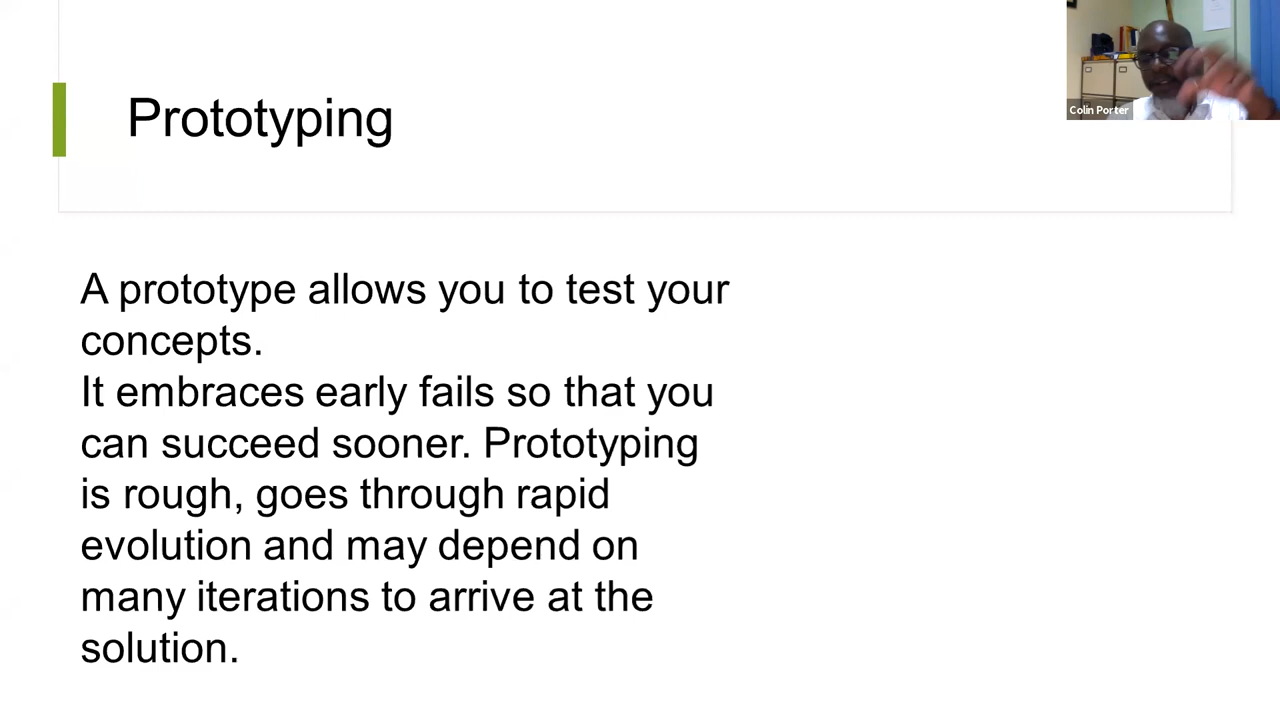 Prototyping
Colin Porter
A prototype allows you to test your
concepts.
It embraces early fails so that you
can succeed sooner. Prototyping
is rough, goes through rapid
evolution and may depend on
many iterations to arrive at the
solution.